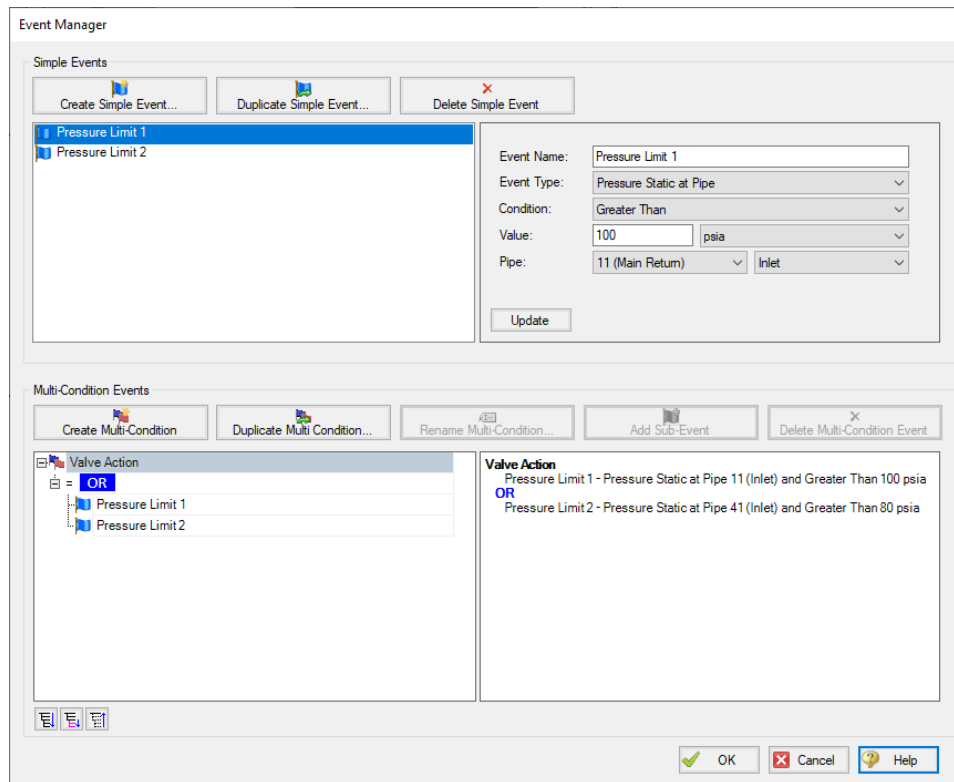 Event Manager
Simple Events
Create Simple Event...
Duplicate Simple Event...
Delete Simple Event
Pressure Limit 1
Pressure Limit 2
Event Name: Pressure Limit 1
Event Type: Pressure Static at Pipe
Condition: Greater Than
Value: 100 psia
Pipe: 11 (Main Return) Inlet
Update
Multi-Condition Events
Create Multi-Condition
Duplicate Multi Condition...
Rename Multi-Condition...
Add Sub-Event
Delete Multi-Condition Event
Valve Action
= OR
Pressure Limit 1
Pressure Limit 2
Valve Action
Pressure Limit 1 - Pressure Static at Pipe 11 (Inlet) and Greater Than 100 psia
OR
Pressure Limit 2 - Pressure Static at Pipe 41 (Inlet) and Greater Than 80 psia
OK
Cancel
Help